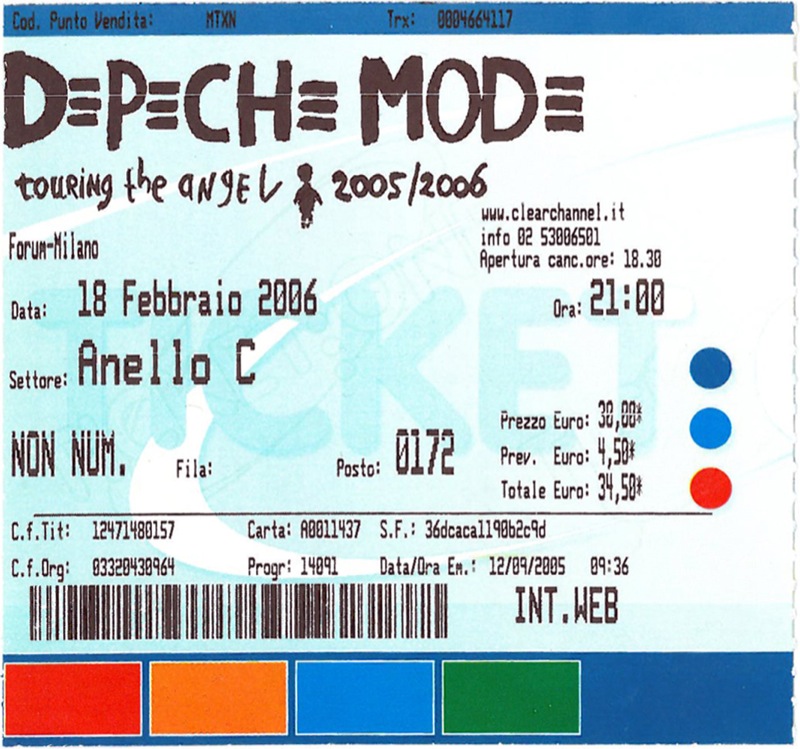 Cod. Punto Vendita: MTXN Trx: 0004664117
DEPECHE MODE
touring the angel 2005/2006
www.clearchannel.it
info 02 53006501
Forum-Milano
Apertura canc.ore: 18.30
Data: 18 Febbraio 2006 Ora: 21:00
Settore: Anello C
Prezzo Euro: 30,00*
NON NUM. Fila: Posto: 0172
Prev. Euro: 4,50*
Totale Euro: 34,50*
C.f.Tit: 12471480157 Carta: A0011437 S.F.: 36dcaca1190b2c9d
C.f.Org: 03320430964 Progr: 14091 Data/Ora Em.: 12/09/2005 09:36
INT.WEB
TICKET